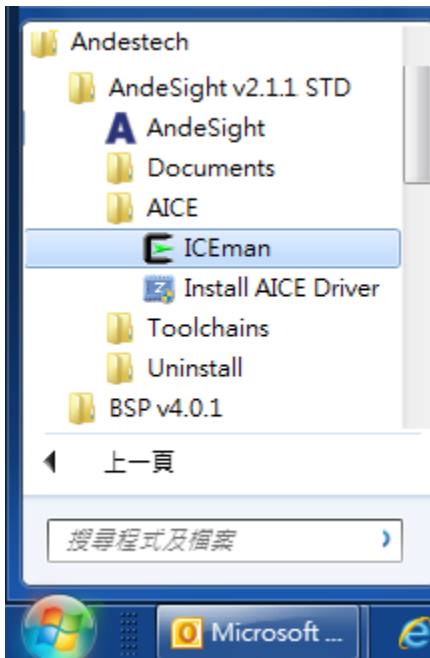 Andestech
AndeSight v2.1.1 STD
AndeSight
Documents
AICE
ICEman
Install AICE Driver
Toolchains
Uninstall
BSP v4.0.1
上一頁
搜尋程式及檔案
Microsoft ...